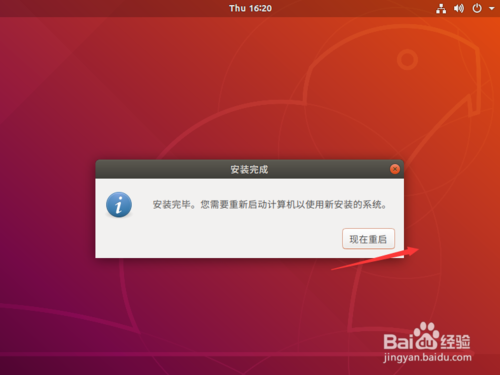 Thu 16:20
安装完成
安装完毕。您需要重新启动计算机以使用新安装的系统。
现在重启
Bai du 经验
jingyan.baidu.com